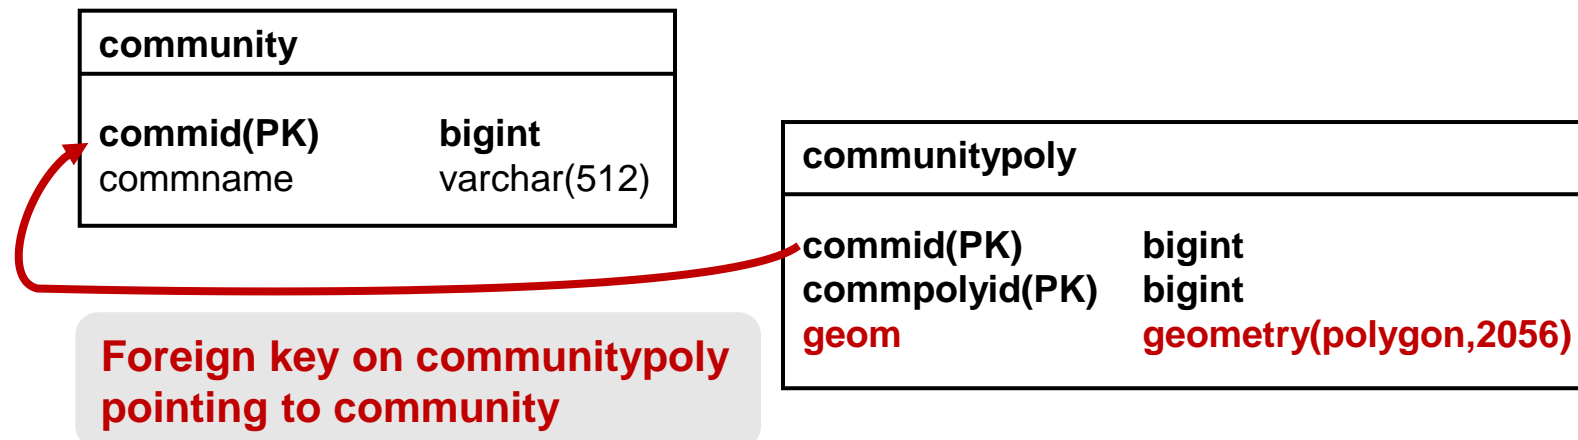 community
commid(PK) bigint
commname varchar(512)
communitypoly
commid(PK) bigint
commpolyid(PK) bigint
geom geometry(polygon,2056)
Foreign key on communitypoly
pointing to community